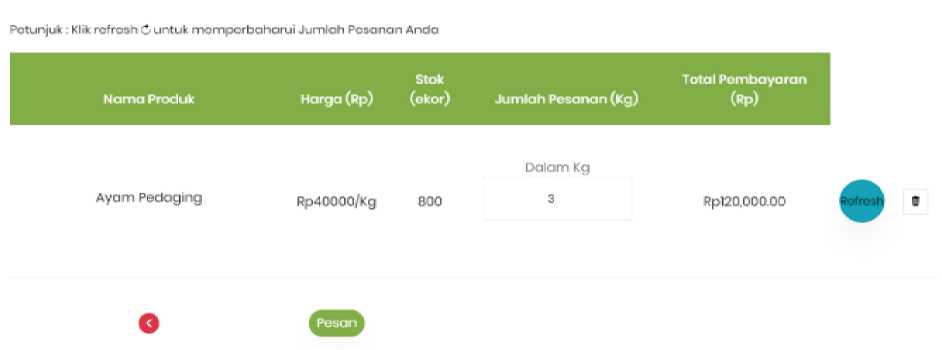 Petunjuk : Klik refresh untuk memperbaharui Jumlah Pesanan Anda
Nama Produk Harga (Rp) Stok (ekor) Jumlah Pesanan (Kg) Total Pembayaran (Rp)
Dalam Kg
Ayam Pedaging Rp40000/Kg 800 3 Rp120,000.00 Refresh
Pesan